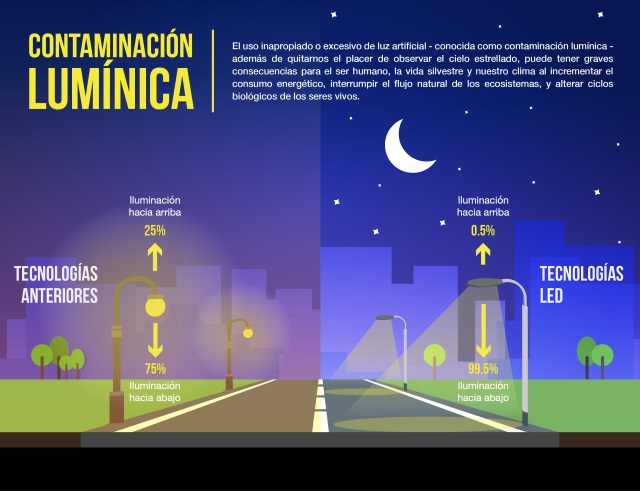 CONTAMINACIÓN
LUMÍNICA
El uso inapropiado o excesivo de luz artificial - conocida como contaminación lumínica -
además de quitarnos el placer de observar el cielo estrellado, puede tener graves
consecuencias para el ser humano, la vida silvestre y nuestro clima al incrementar el
consumo energético, interrumpir el flujo natural de los ecosistemas, y alterar ciclos
biológicos de los seres vivos.
Iluminación
hacia arriba
25%
TECNOLOGÍAS
ANTERIORES
75%
Iluminación
hacia abajo
Iluminación
hacia arriba
0.5%
TECNOLOGÍAS
LED
99.5%
Iluminación
hacia abajo